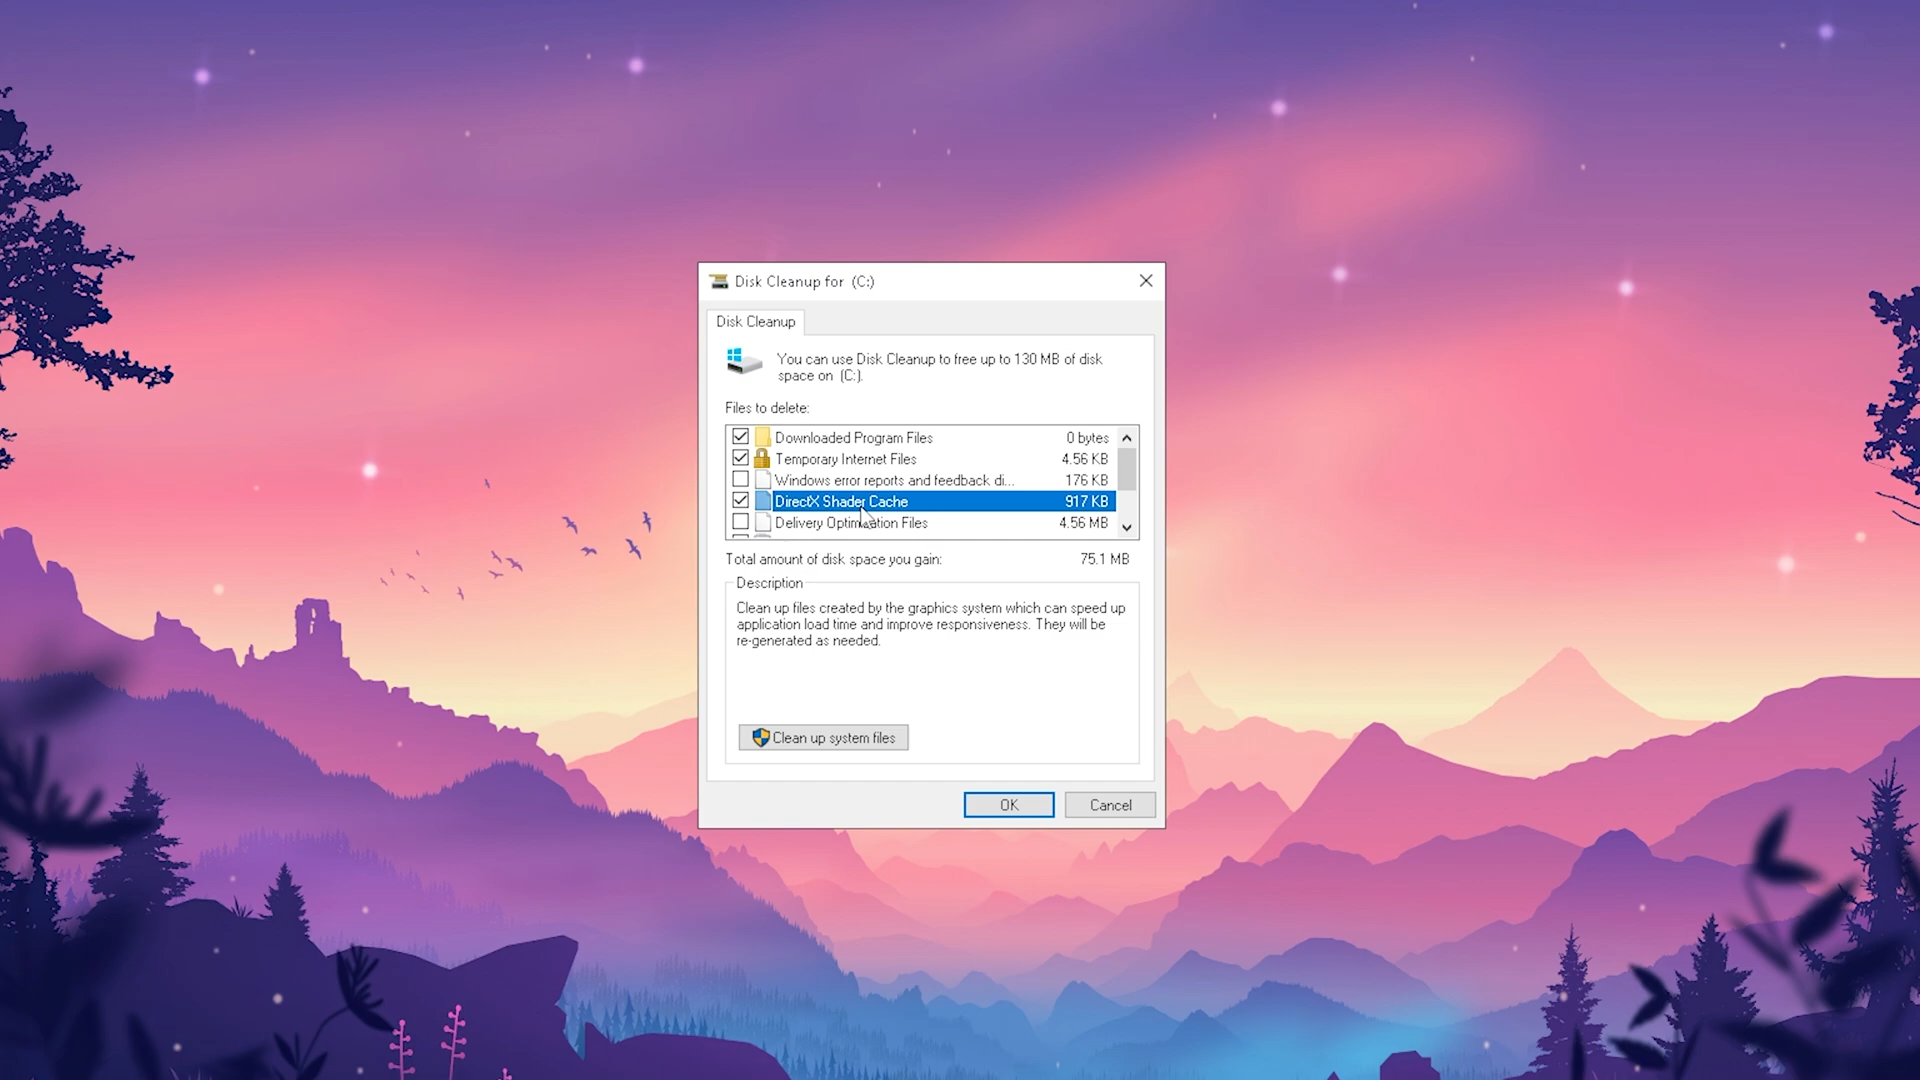 Disk Cleanup for (C:)
Disk Cleanup
You can use Disk Cleanup to free up to 130 MB of disk
space on (C:).
Files to delete:
Downloaded Program Files 0 bytes
Temporary Internet Files 4.56 KB
Windows error reports and feedback di... 176 KB
DirectX Shader Cache 917 KB
Delivery Optimization Files 4.56 MB
Total amount of disk space you gain: 75.1 MB
Description
Clean up files created by the graphics system which can speed up
application load time and improve responsiveness. They will be
re-generated as needed.
Clean up system files
OK Cancel